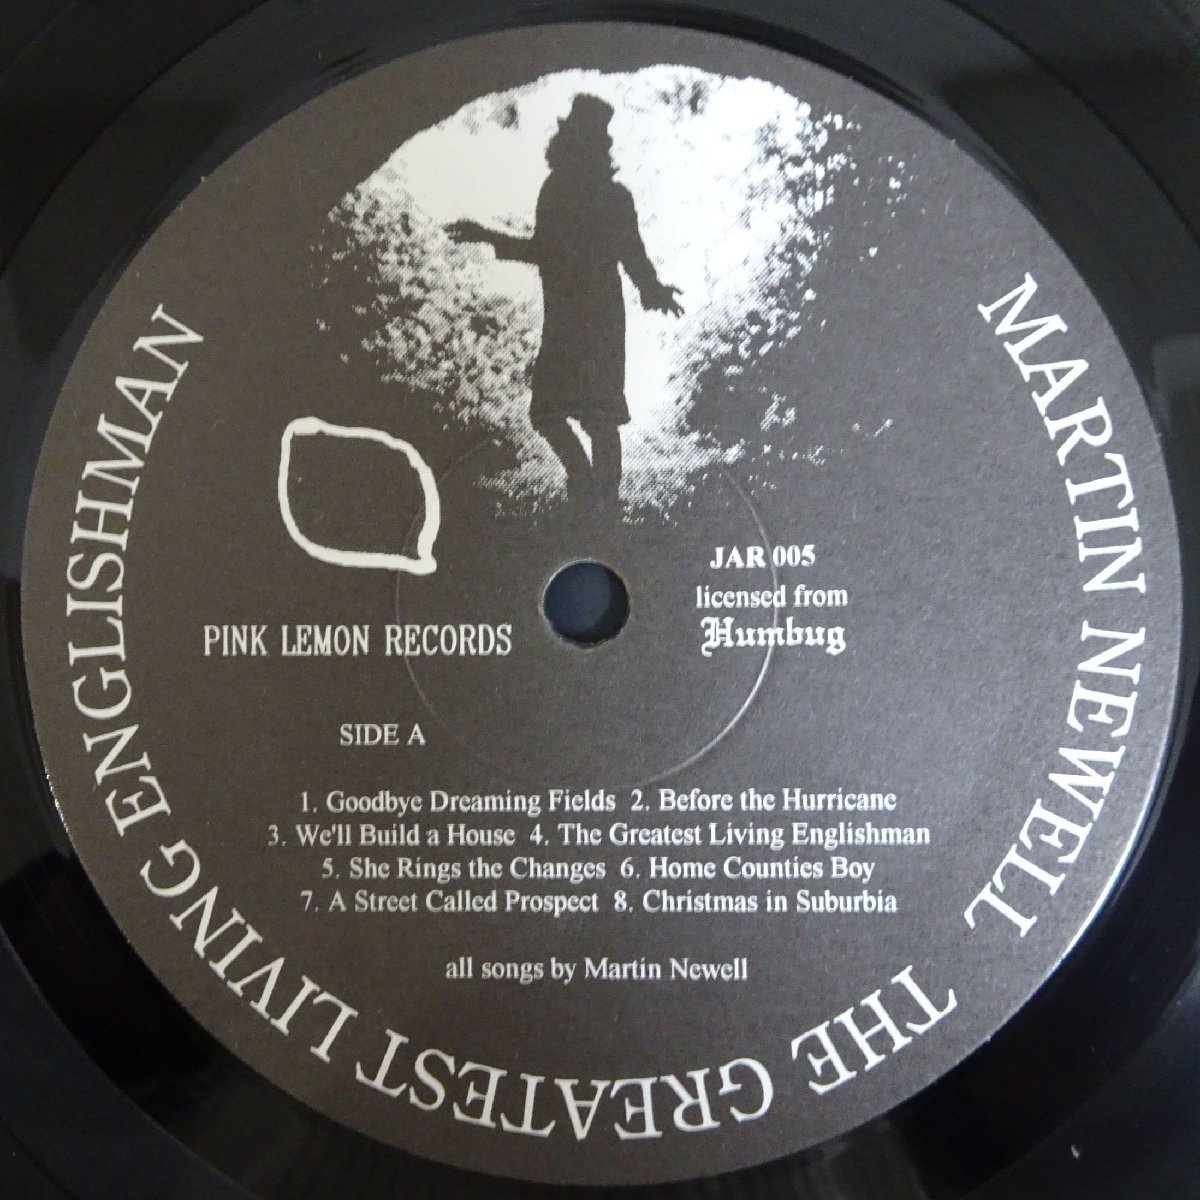 MARTIN NEWELL
THE GREATEST LIVING ENGLISHMAN
JAR 005
licensed from
Humbug
PINK LEMON RECORDS
SIDE A
1. Goodbye Dreaming Fields 2. Before the Hurricane
3. We'll Build a House 4. The Greatest Living Englishman
5. She Rings the Changes 6. Home Counties Boy
7. A Street Called Prospect 8. Christmas in Suburbia
all songs by Martin Newell